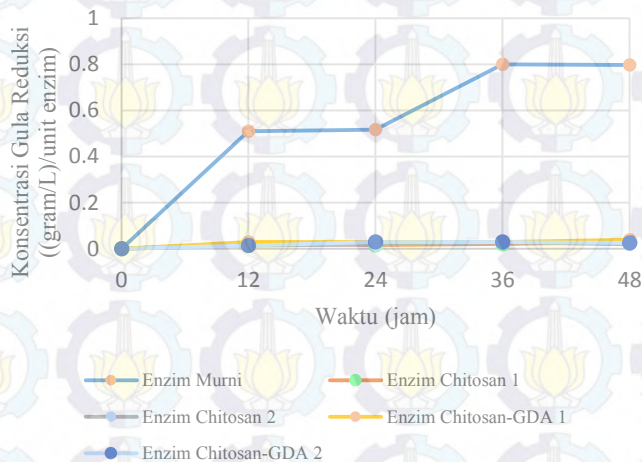 1
0.8
0.6
0.4
0.2
0
Konsentrasi Gula Reduksi
((gram/L)/unit enzim)
0 12 24 36 48
Waktu (jam)
Enzim Murni Enzim Chitosan 1
Enzim Chitosan 2 Enzim Chitosan-GDA 1
Enzim Chitosan-GDA 2